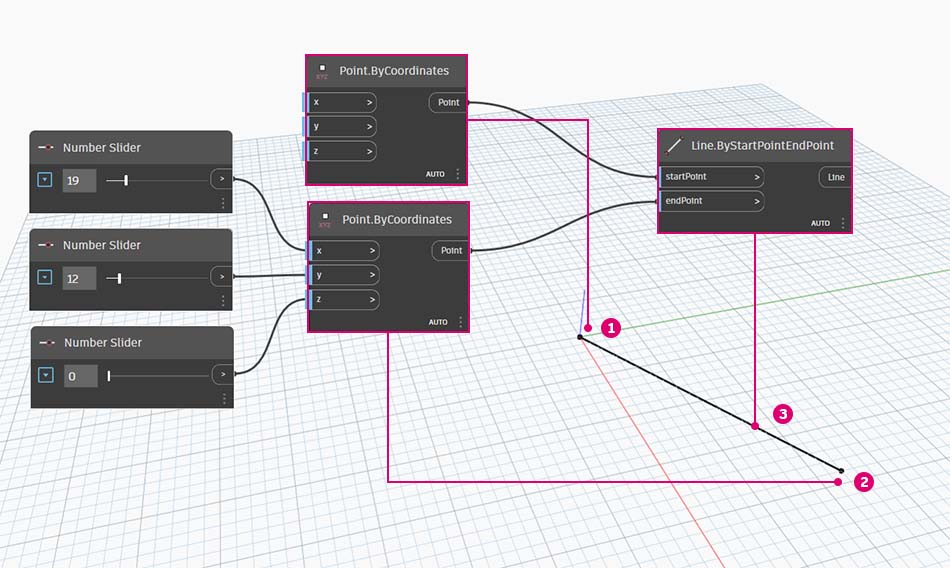 Point.ByCoordinates
XYZ
x >
Point
y >
z >
AUTO
Number Slider
19
>
Number Slider
12
>
Number Slider
0
>
Point.ByCoordinates
XYZ
x >
Point
y >
z >
AUTO
Line.ByStartPointEndPoint
startPoint >
Line
endPoint >
AUTO
1
3
2